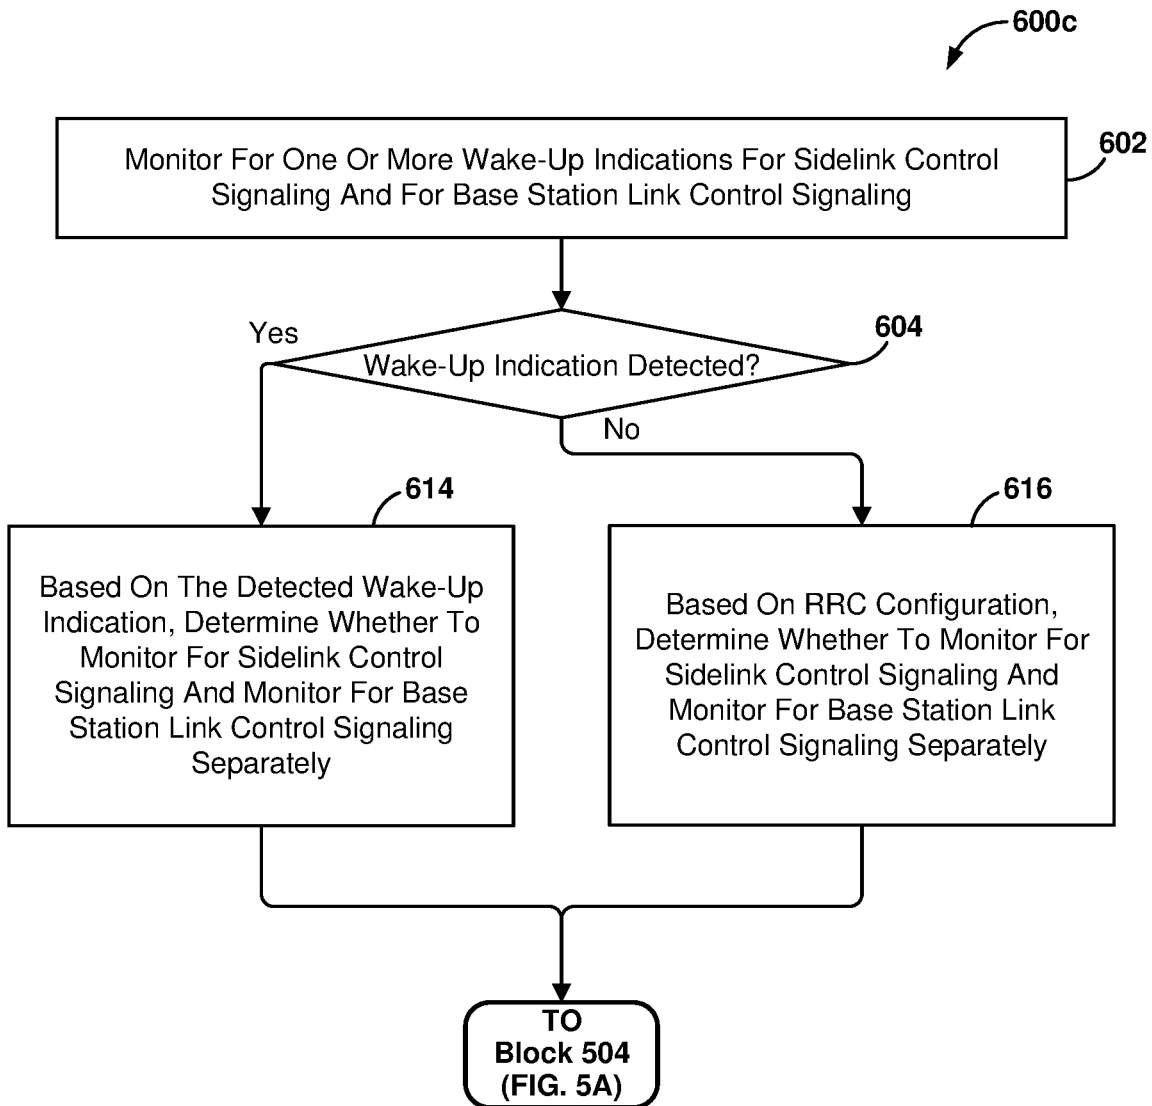 600c
Monitor For One Or More Wake-Up Indications For Sidelink Control
Signaling And For Base Station Link Control Signaling
602
Yes
Wake-Up Indication Detected?
604
No
614
Based On The Detected Wake-Up
Indication, Determine Whether To
Monitor For Sidelink Control
Signaling And Monitor For Base
Station Link Control Signaling
Separately
616
Based On RRC Configuration,
Determine Whether To Monitor For
Sidelink Control Signaling And
Monitor For Base Station Link
Control Signaling Separately
TO
Block 504
(FIG. 5A)